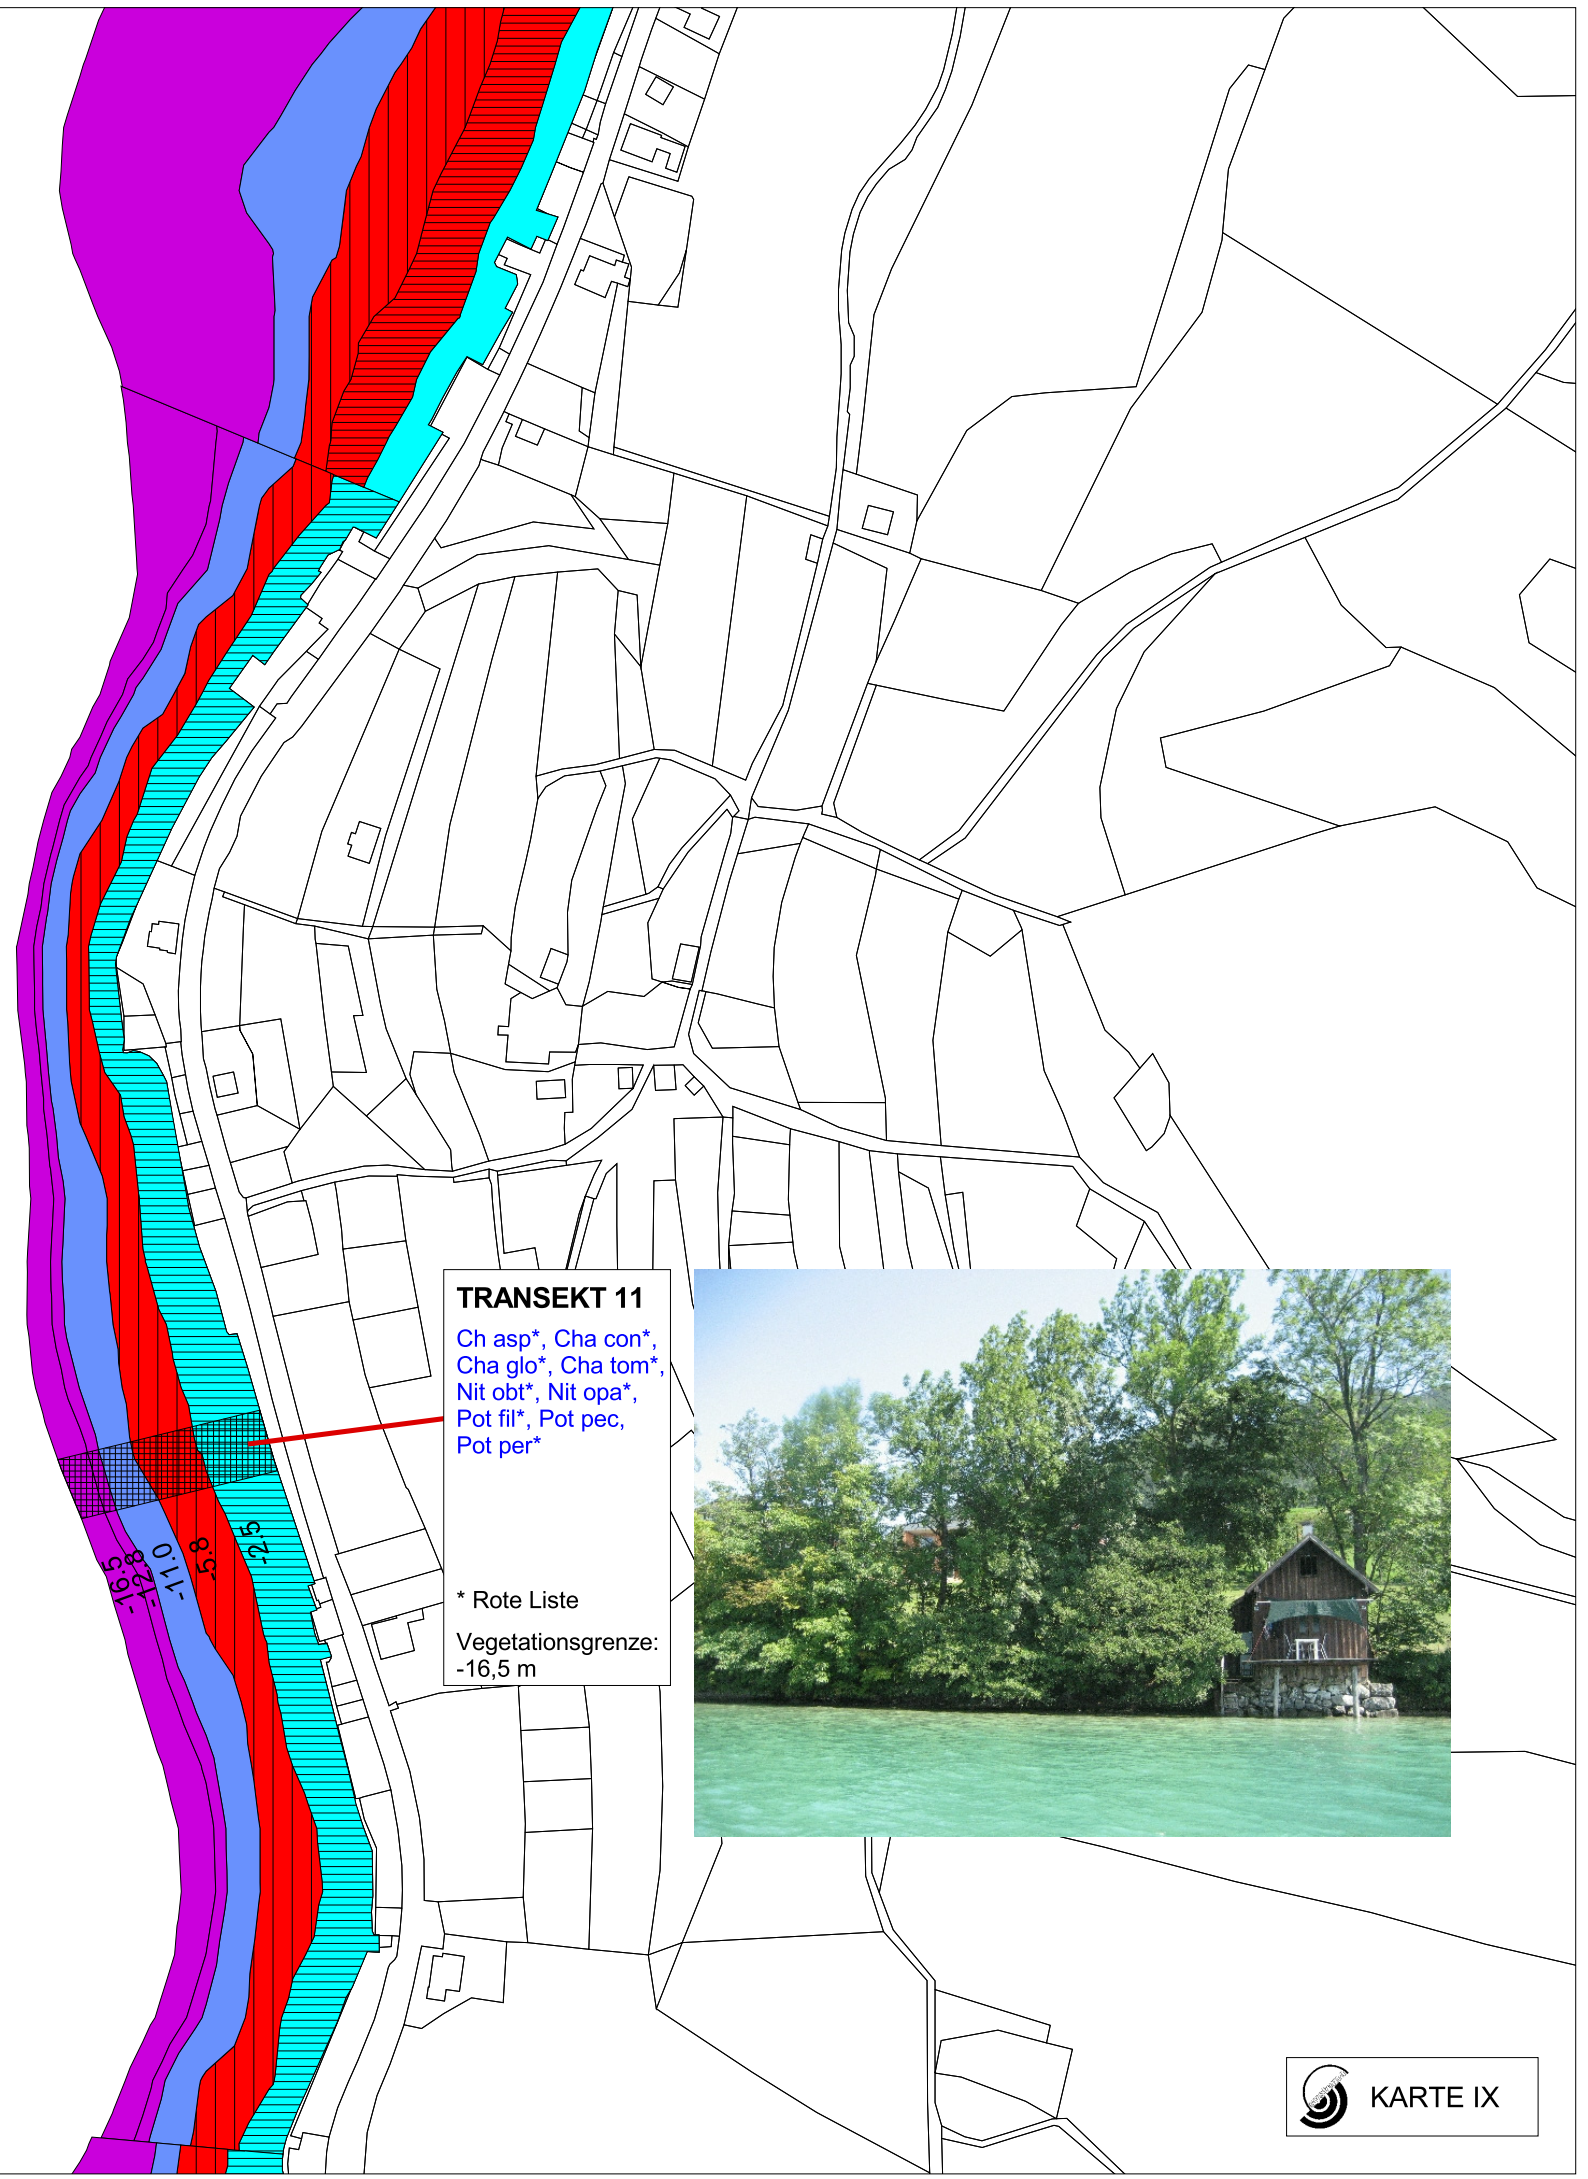 TRANSEKT 11
Ch asp*, Cha con*,
Cha glo*, Cha tom*,
Nit obt*, Nit opa*,
Pot fil*, Pot pec,
Pot per*
* Rote Liste
Vegetationsgrenze:
-16,5 m
-16.5
-12.8
-11.0
-5.8
-2.5
KARTE IX